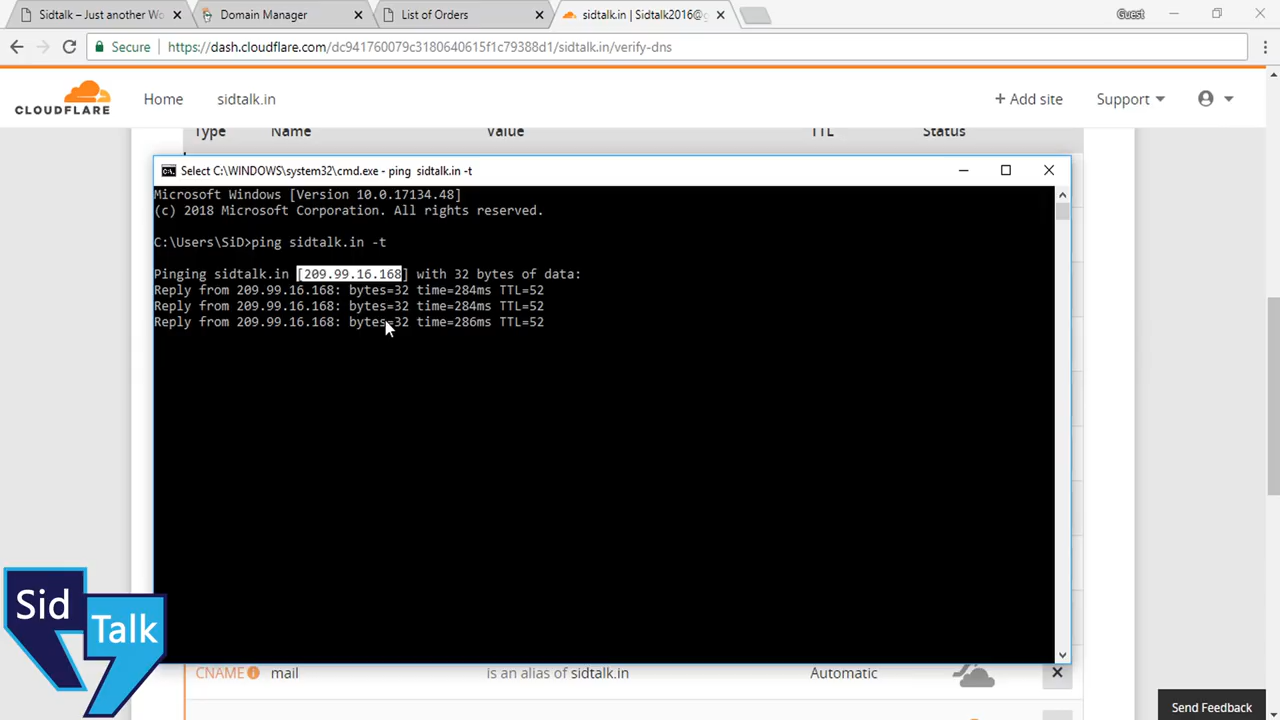 Sidtalk – Just another Wo
Domain Manager
List of Orders
sidtalk.in | Sidtalk2016@g
Guest
Secure
https://dash.cloudflare.com/dc941760079c3180640615f1c79388d1/sidtalk.in/verify-dns
CLOUDFLARE
Home
sidtalk.in
+ Add site
Support
Type Name Value TTL Status
Select C:\WINDOWS\system32\cmd.exe - ping sidtalk.in -t
Microsoft Windows [Version 10.0.17134.48]
(c) 2018 Microsoft Corporation. All rights reserved.
C:\Users\SiD>ping sidtalk.in -t
Pinging sidtalk.in [209.99.16.168] with 32 bytes of data:
Reply from 209.99.16.168: bytes=32 time=284ms TTL=52
Reply from 209.99.16.168: bytes=32 time=284ms TTL=52
Reply from 209.99.16.168: bytes=32 time=286ms TTL=52
Sid
Talk
CNAME mail is an alias of sidtalk.in Automatic
Send Feedback